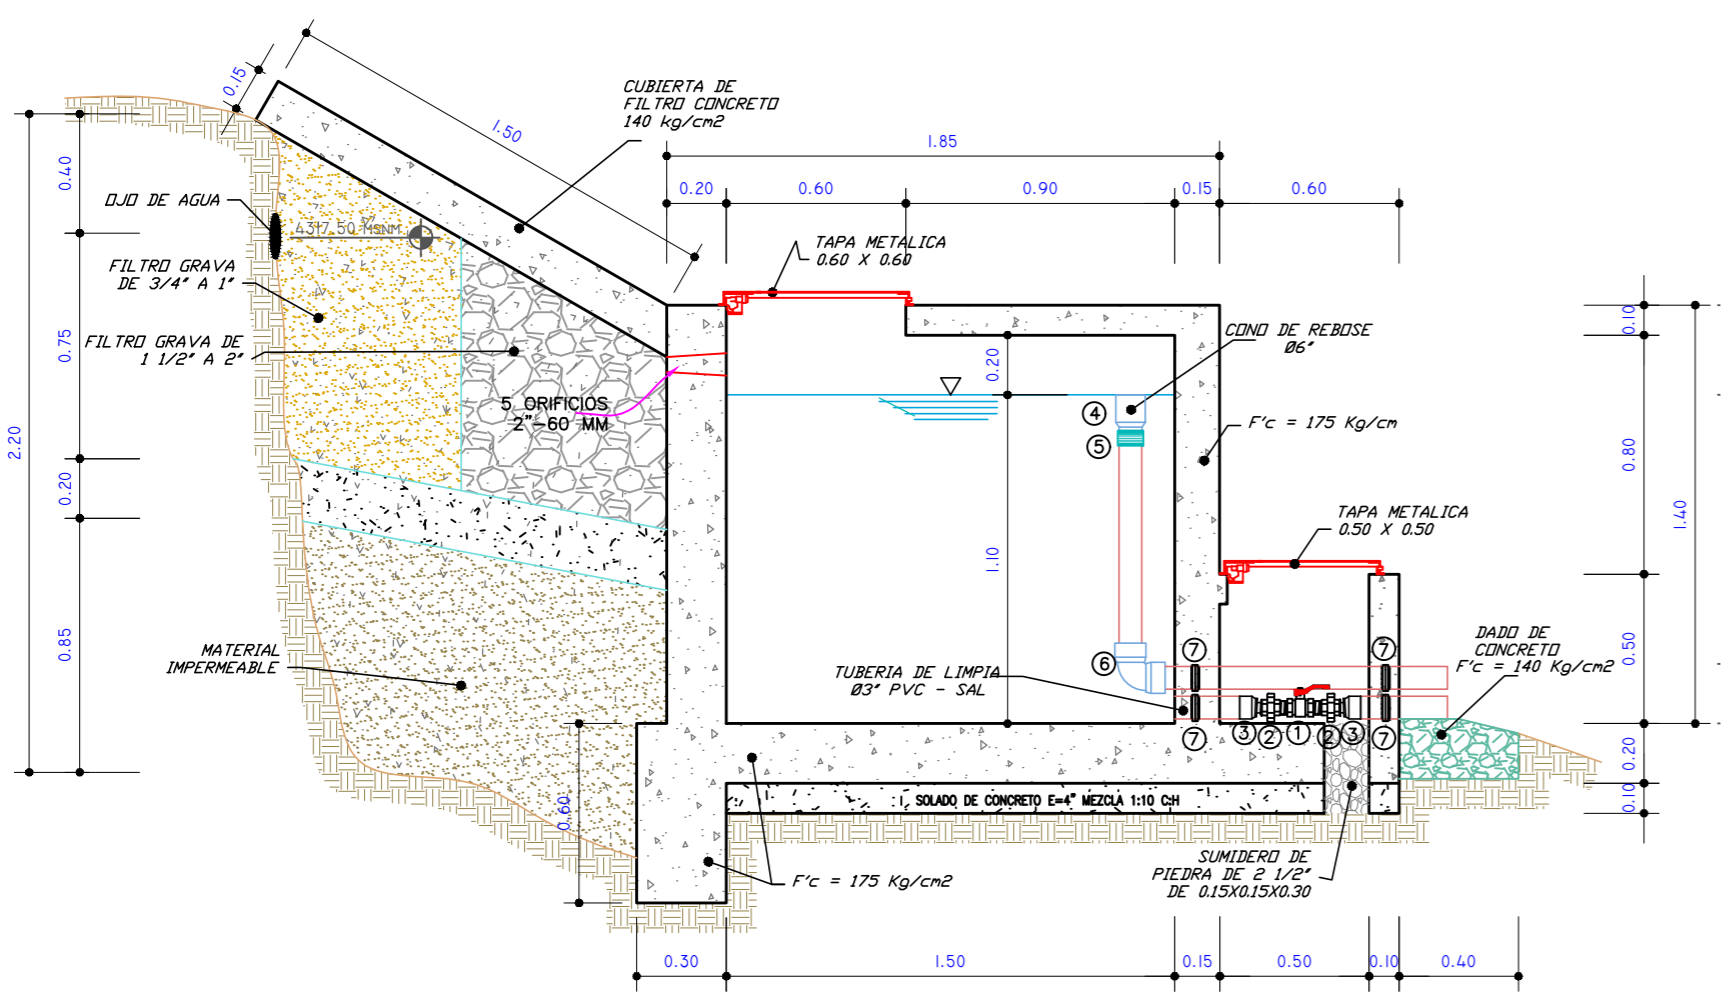 0.15
1.50
CUBIERTA DE
FILTRO CONCRETO
140 kg/cm2
1.85
0.20
0.60
0.90
0.15
0.60
0.40
OJO DE AGUA
4317.50 MSNM
TAPA METALICA
0.60 X 0.60
FILTRO GRAVA
DE 3/4" A 1"
FILTRO GRAVA DE
1 1/2" A 2"
0.75
CONO DE REBOSE
Ø6"
0.10
0.20
5 ORIFICIOS
2"-60 MM
4
5
F'c = 175 Kg/cm
2.20
0.20
0.80
1.40
TAPA METALICA
0.50 X 0.50
1.10
0.85
MATERIAL
IMPERMEABLE
6
7
7
TUBERIA DE LIMPIA
Ø3" PVC - SAL
DADO DE
CONCRETO
F'c = 140 Kg/cm2
0.50
7
3
2
1
2
3
7
0.20
0.10
0.60
SOLADO DE CONCRETO E=4" MEZCLA 1:10 C:H
F'c = 175 Kg/cm2
SUMIDERO DE
PIEDRA DE 2 1/2"
DE 0.15X0.15X0.30
0.30
1.50
0.15
0.50
0.10
0.40